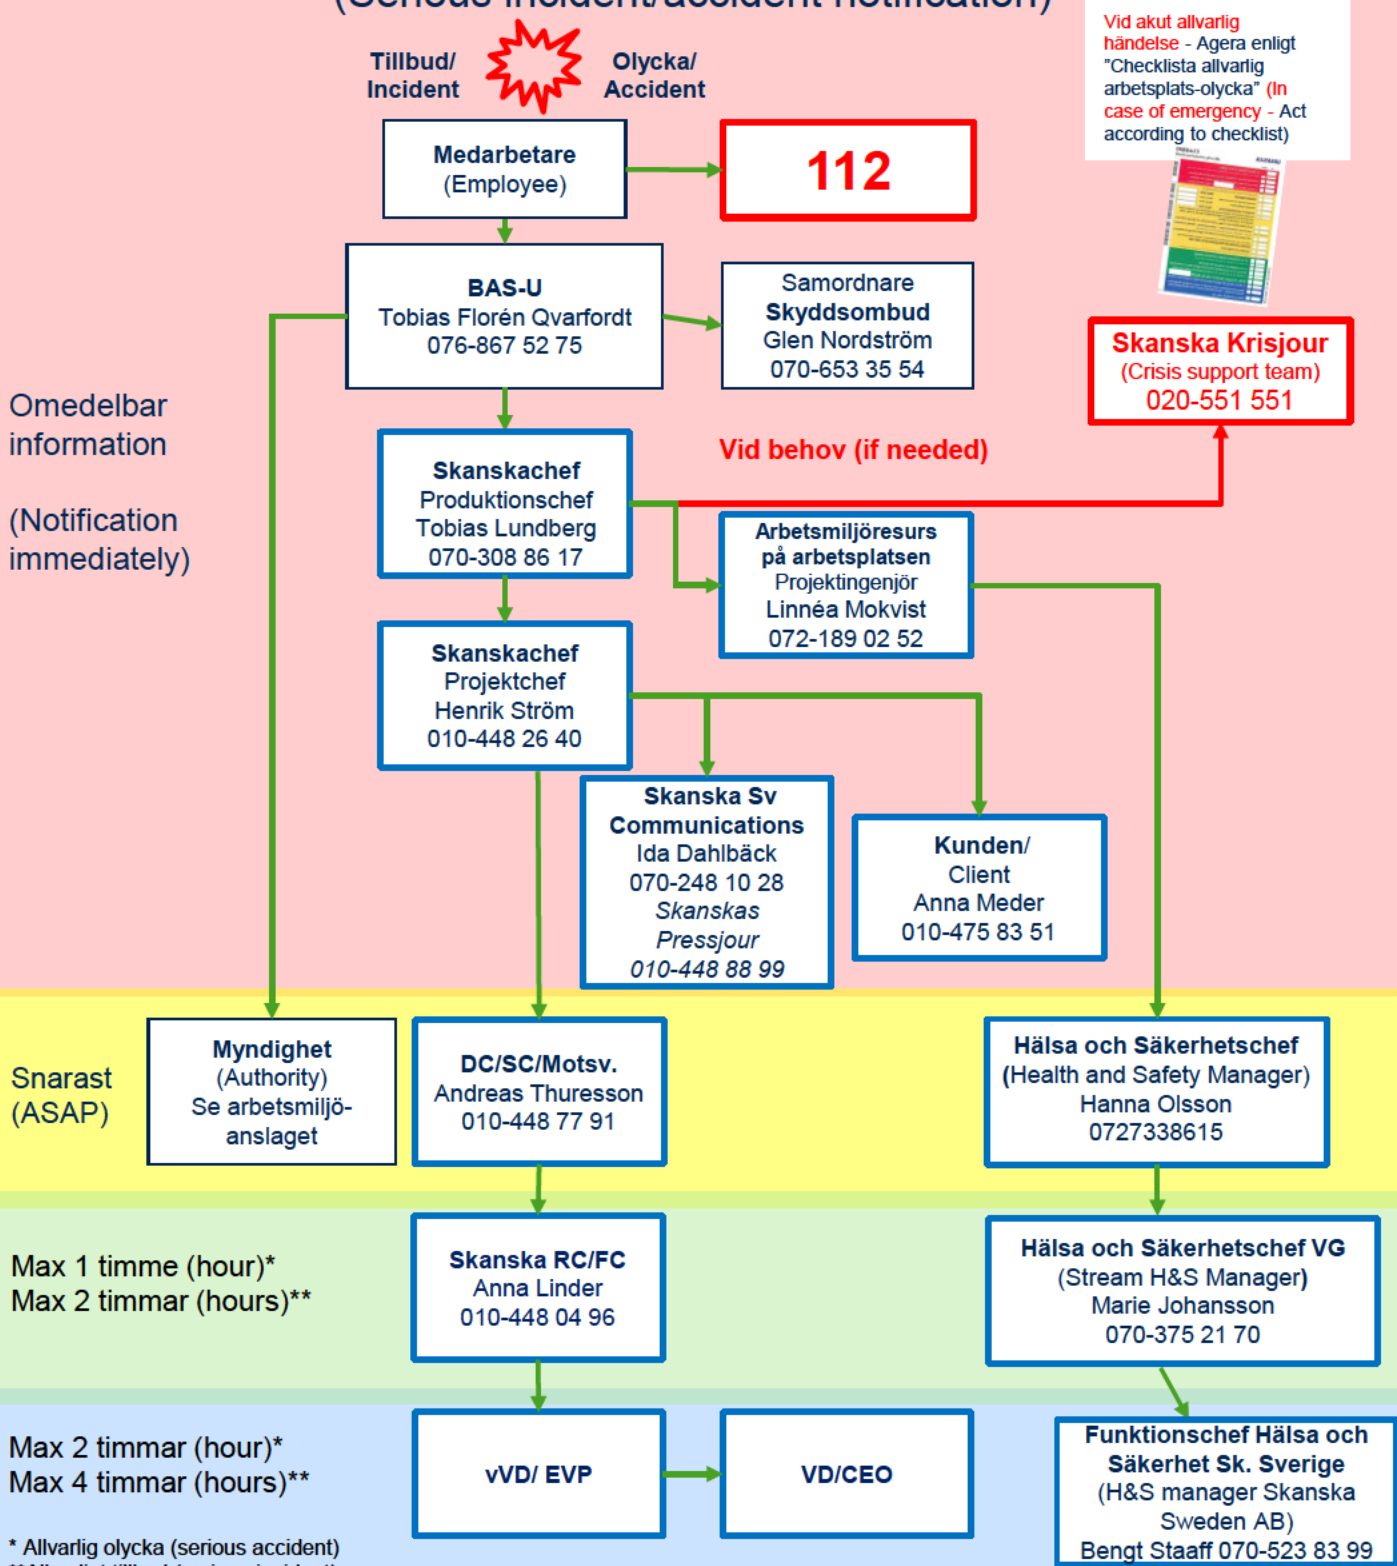 (Serious incident/accident notification)
Tillbud/
Incident
Olycka/
Accident
Vid akut allvarlig
händelse - Agera enligt
"Checklista allvarlig
arbetsplats-olycka" (In
case of emergency - Act
according to checklist)
Medarbetare
(Employee)
112
BAS-U
Tobias Florén Qvarfordt
076-867 52 75
Samordnare
Skyddsombud
Glen Nordström
070-653 35 54
Skanska Krisjour
(Crisis support team)
020-551 551
Omedelbar
information
(Notification
immediately)
Vid behov (if needed)
Skanskachef
Produktionschef
Tobias Lundberg
070-308 86 17
Arbetsmiljöresurs
på arbetsplatsen
Projektingenjör
Linnéa Mokvist
072-189 02 52
Skanskachef
Projektchef
Henrik Ström
010-448 26 40
Skanska Sv
Communications
Ida Dahlbäck
070-248 10 28
Skanskas
Pressjour
010-448 88 99
Kunden/
Client
Anna Meder
010-475 83 51
Snarast
(ASAP)
Myndighet
(Authority)
Se arbetsmiljö-
anslaget
DC/SC/Motsv.
Andreas Thuresson
010-448 77 91
Hälsa och Säkerhetschef
(Health and Safety Manager)
Hanna Olsson
0727338615
Max 1 timme (hour)*
Max 2 timmar (hours)**
Skanska RC/FC
Anna Linder
010-448 04 96
Hälsa och Säkerhetschef VG
(Stream H&S Manager)
Marie Johansson
070-375 21 70
Max 2 timmar (hour)*
Max 4 timmar (hours)**
vVD/ EVP
VD/CEO
Funktionschef Hälsa och
Säkerhet Sk. Sverige
(H&S manager Skanska
Sweden AB)
Bengt Staaff 070-523 83 99
* Allvarlig olycka (serious accident)